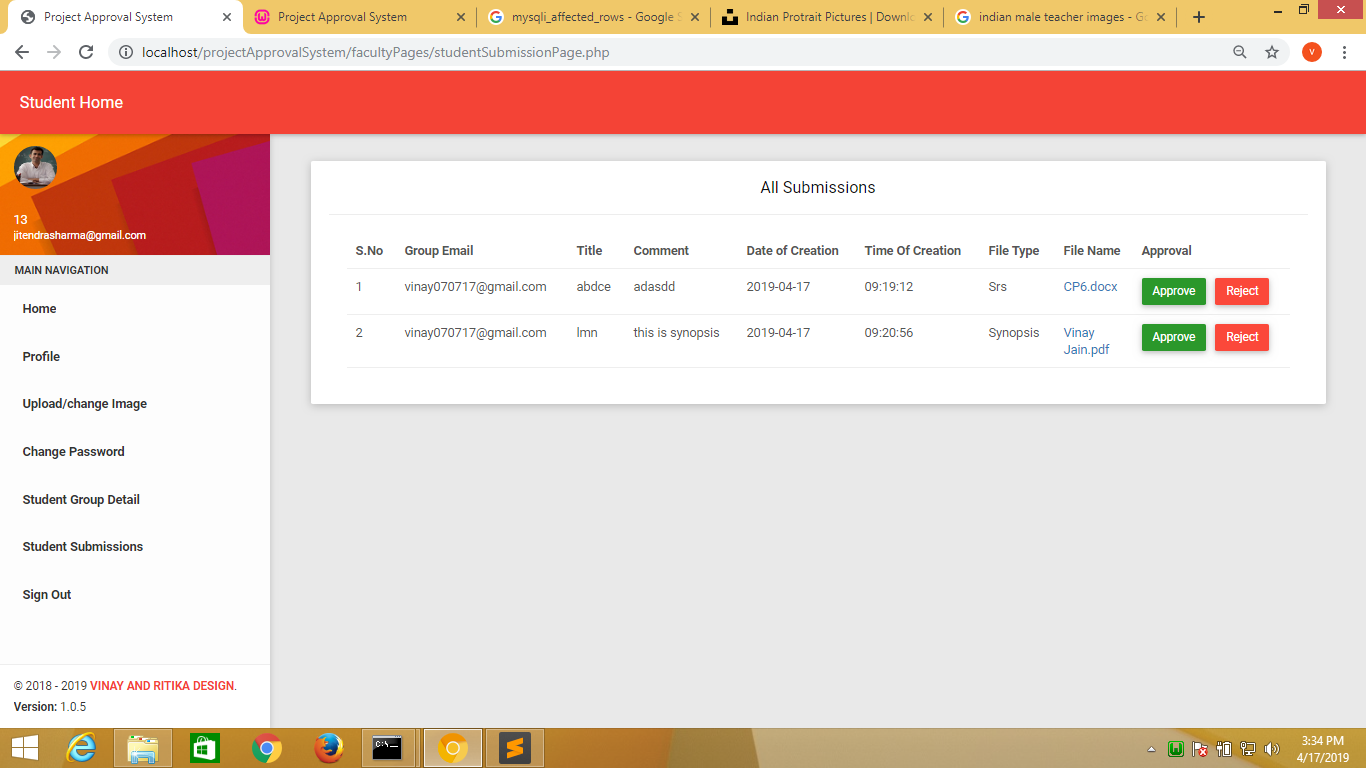 Project Approval System
Project Approval System
mysqli_affected_rows - Google S
Indian Protrait Pictures | Downlo
indian male teacher images - Go
localhost/projectApprovalSystem/facultyPages/studentSubmissionPage.php
V
Student Home
13
jitendrasharma@gmail.com
MAIN NAVIGATION
Home
Profile
Upload/change Image
Change Password
Student Group Detail
Student Submissions
Sign Out
© 2018 - 2019 VINAY AND RITIKA DESIGN.
Version: 1.0.5
All Submissions
S.No Group Email Title Comment Date of Creation Time Of Creation File Type File Name Approval
1 vinay070717@gmail.com abdce adasdd 2019-04-17 09:19:12 Srs CP6.docx Approve Reject
2 vinay070717@gmail.com lmn this is synopsis 2019-04-17 09:20:56 Synopsis Vinay Approve Reject
Jain.pdf
3:34 PM
4/17/2019